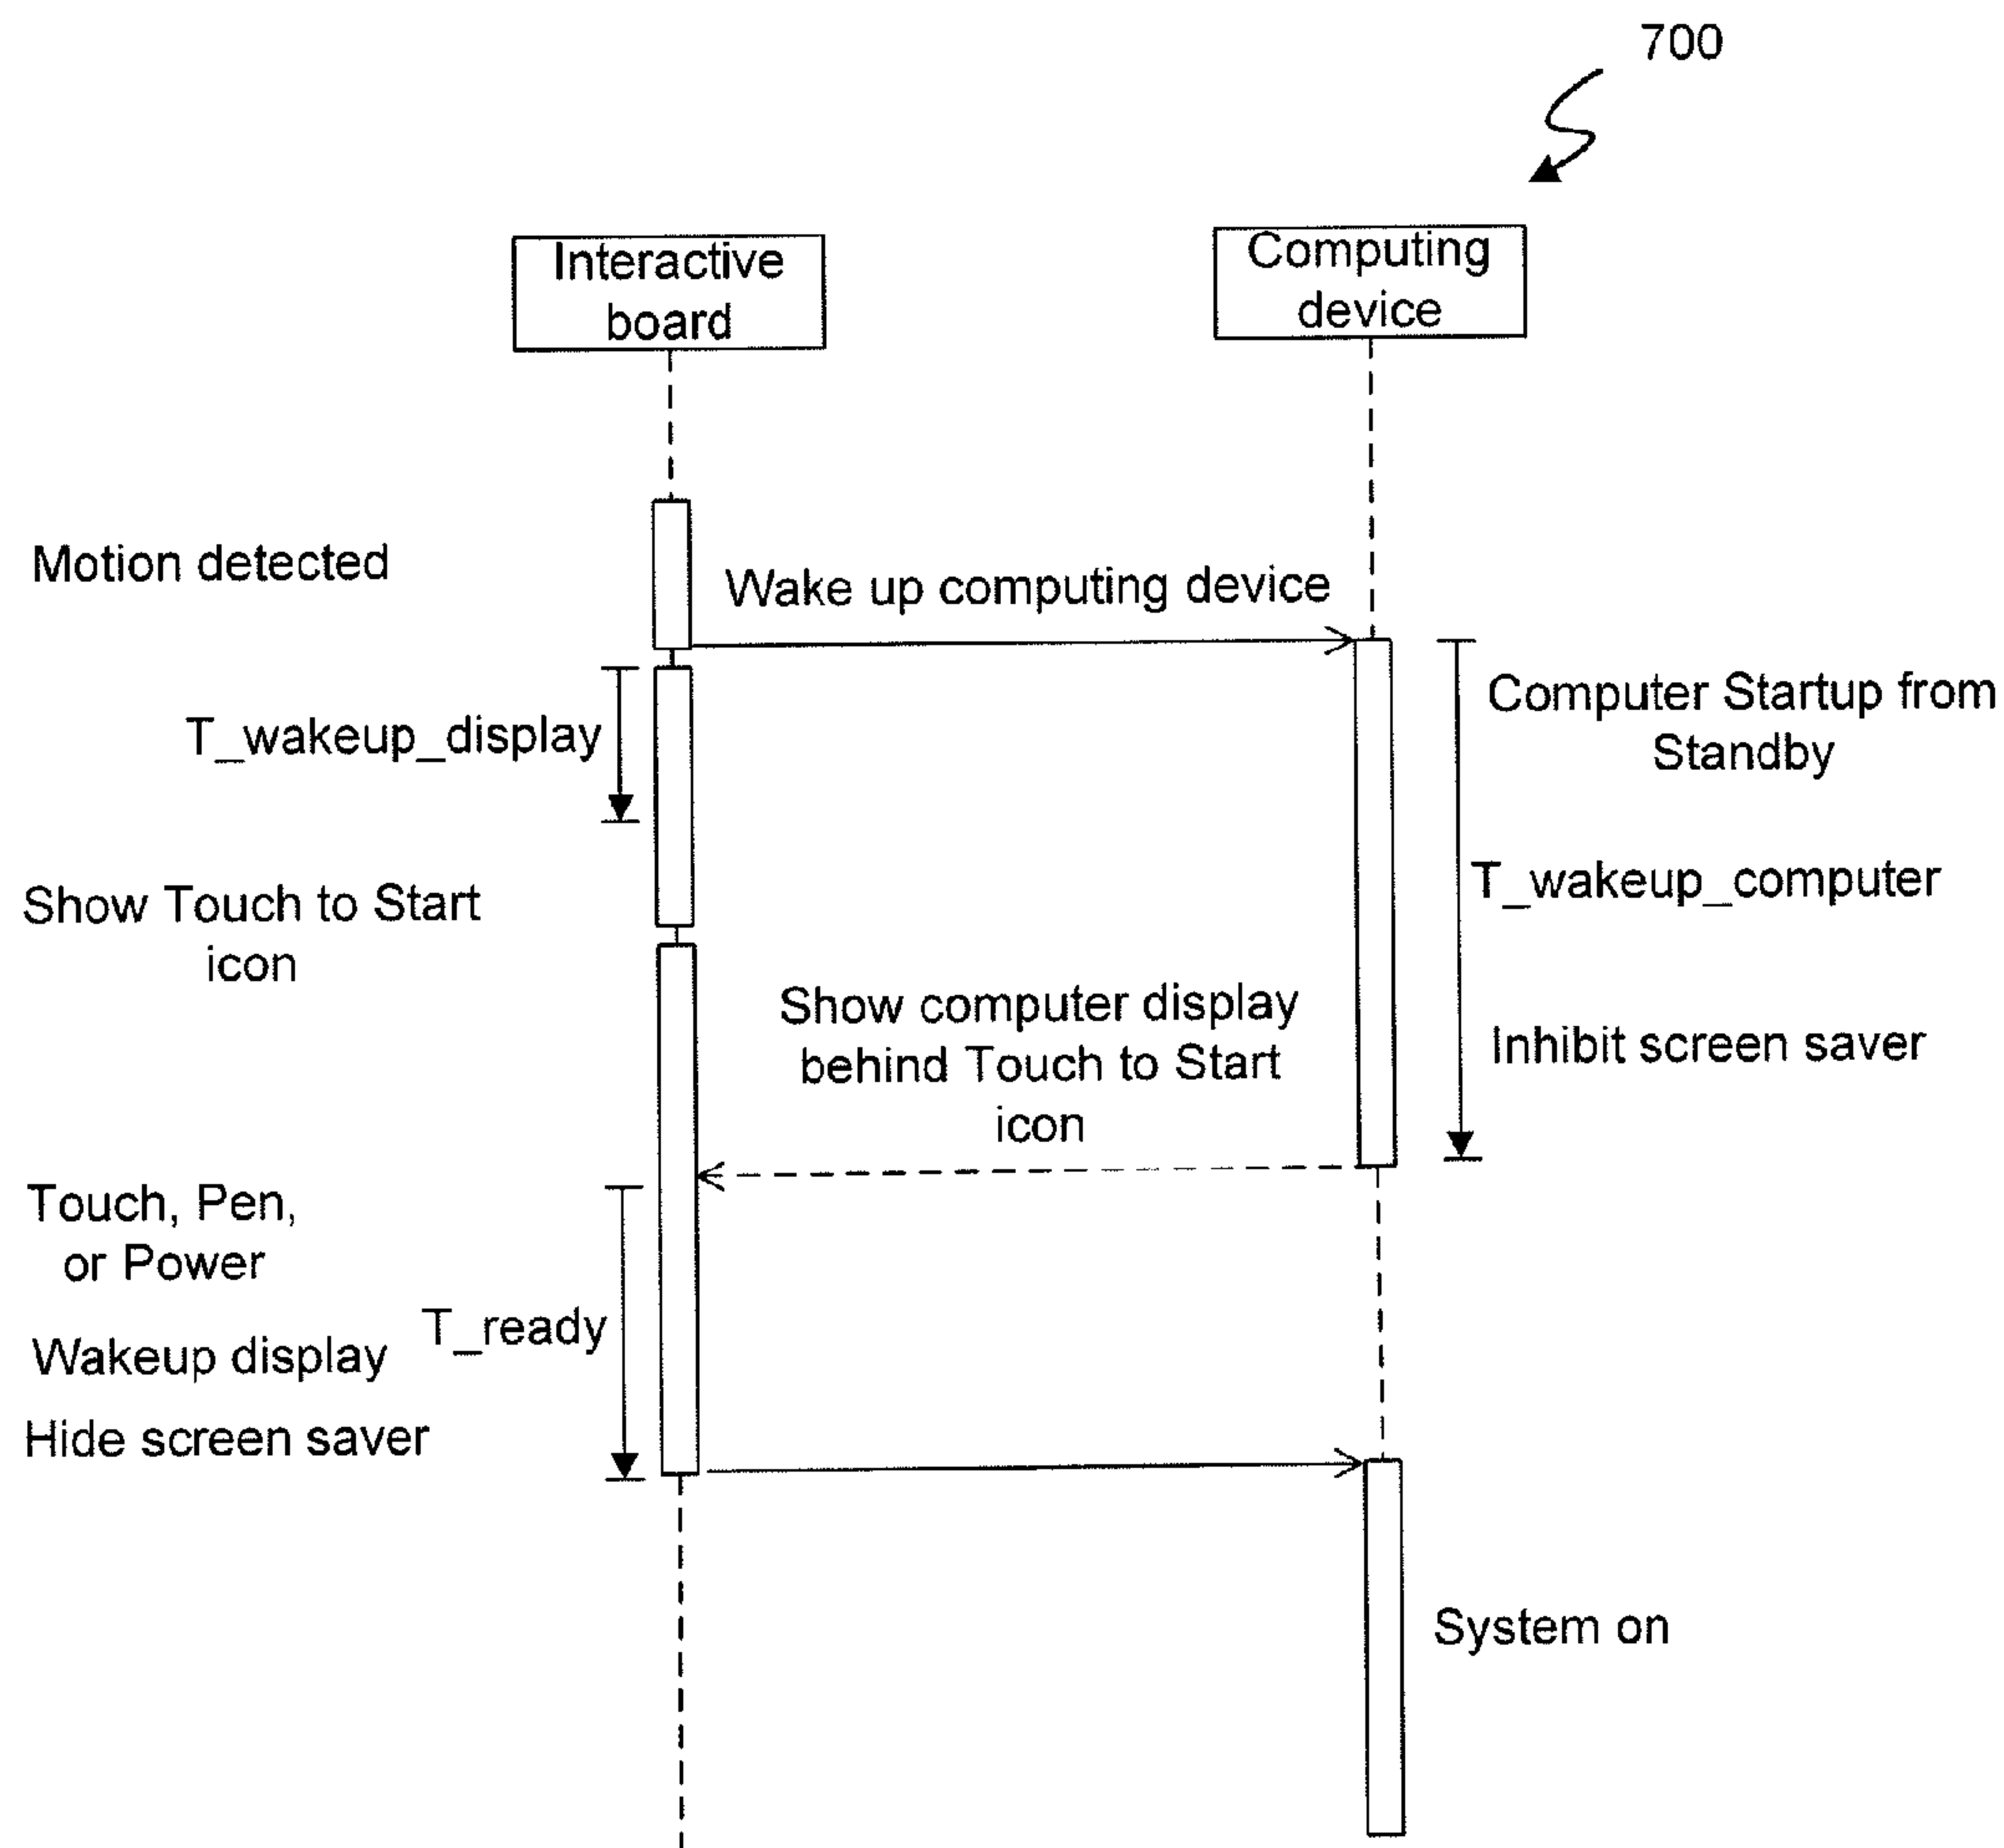 700
Interactive
board
Computing
device
Motion detected
Wake up computing device
T_wakeup_display
Computer Startup from
Standby
T_wakeup_computer
Show Touch to Start
icon
Show computer display
behind Touch to Start
icon
Inhibit screen saver
Touch, Pen,
or Power
T_ready
Wakeup display
Hide screen saver
System on